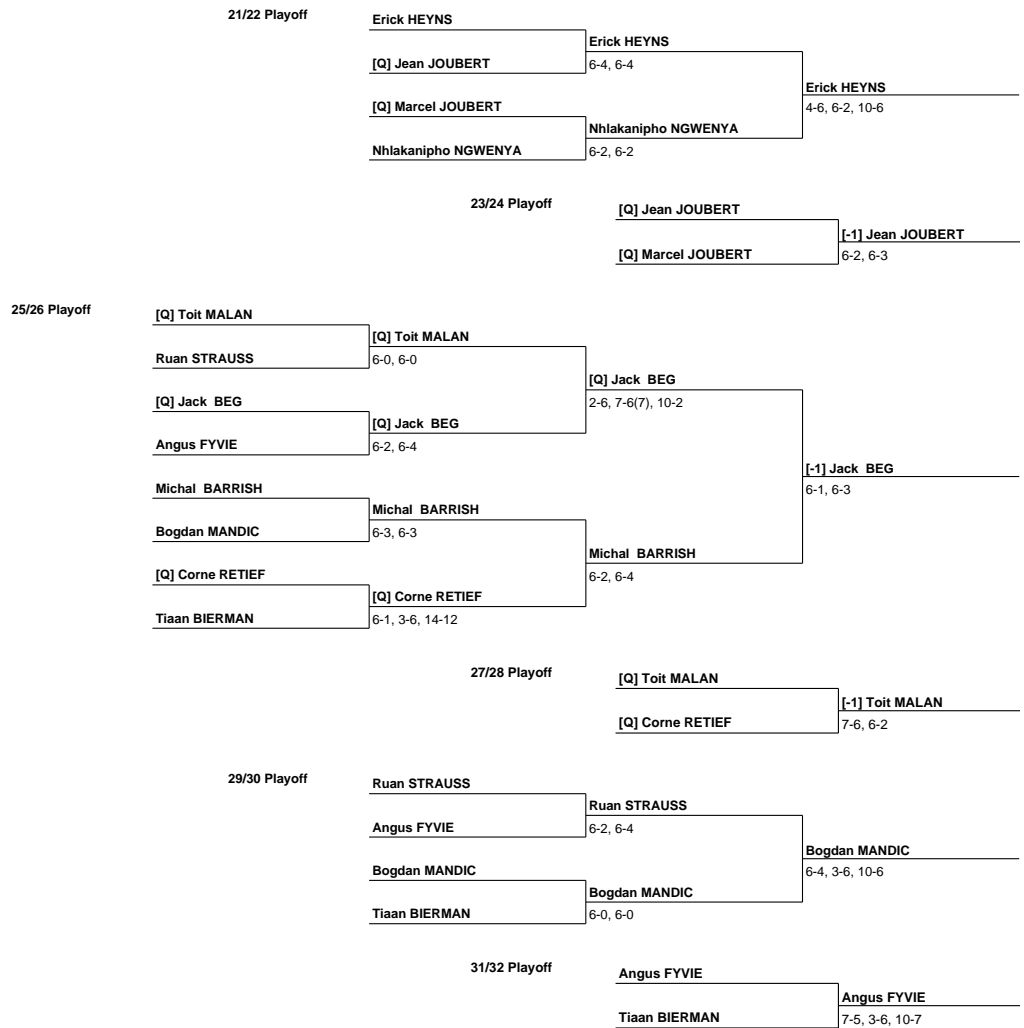 21/22 Playoff
Erick HEYNS
Erick HEYNS
[Q] Jean JOUBERT
6-4, 6-4
Erick HEYNS
[Q] Marcel JOUBERT
4-6, 6-2, 10-6
Nhlakanipho NGWENYA
Nhlakanipho NGWENYA
6-2, 6-2
23/24 Playoff
[Q] Jean JOUBERT
[-1] Jean JOUBERT
[Q] Marcel JOUBERT
6-2, 6-3
25/26 Playoff
[Q] Toit MALAN
[Q] Toit MALAN
Ruan STRAUSS
6-0, 6-0
[Q] Jack BEG
[Q] Jack BEG
2-6, 7-6(7), 10-2
[Q] Jack BEG
Angus FYVIE
6-2, 6-4
[-1] Jack BEG
Michal BARRISH
6-1, 6-3
Michal BARRISH
Bogdan MANDIC
6-3, 6-3
Michal BARRISH
[Q] Corne RETIEF
6-2, 6-4
[Q] Corne RETIEF
Tiaan BIERMAN
6-1, 3-6, 14-12
27/28 Playoff
[Q] Toit MALAN
[-1] Toit MALAN
[Q] Corne RETIEF
7-6, 6-2
29/30 Playoff
Ruan STRAUSS
Ruan STRAUSS
Angus FYVIE
6-2, 6-4
Bogdan MANDIC
Bogdan MANDIC
6-4, 3-6, 10-6
Bogdan MANDIC
Tiaan BIERMAN
6-0, 6-0
31/32 Playoff
Angus FYVIE
Angus FYVIE
Tiaan BIERMAN
7-5, 3-6, 10-7